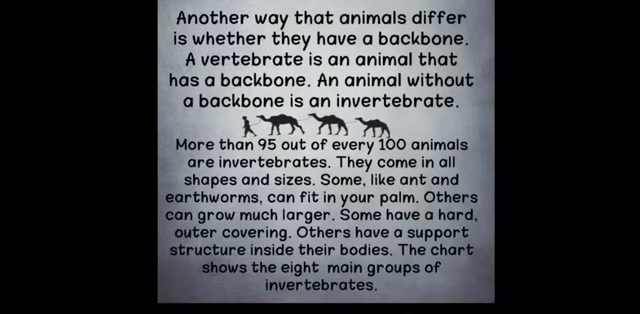 Another way that animals differ
is whether they have a backbone.
A vertebrate is an animal that
has a backbone. An animal without
a backbone is an invertebrate.
More than 95 out of every 100 animals
are invertebrates. They come in all
shapes and sizes. Some, like ant and
earthworms, can fit in your palm. Others
can grow much larger. Some have a hard,
outer covering. Others have a support
structure inside their bodies. The chart
shows the eight main groups of
invertebrates.